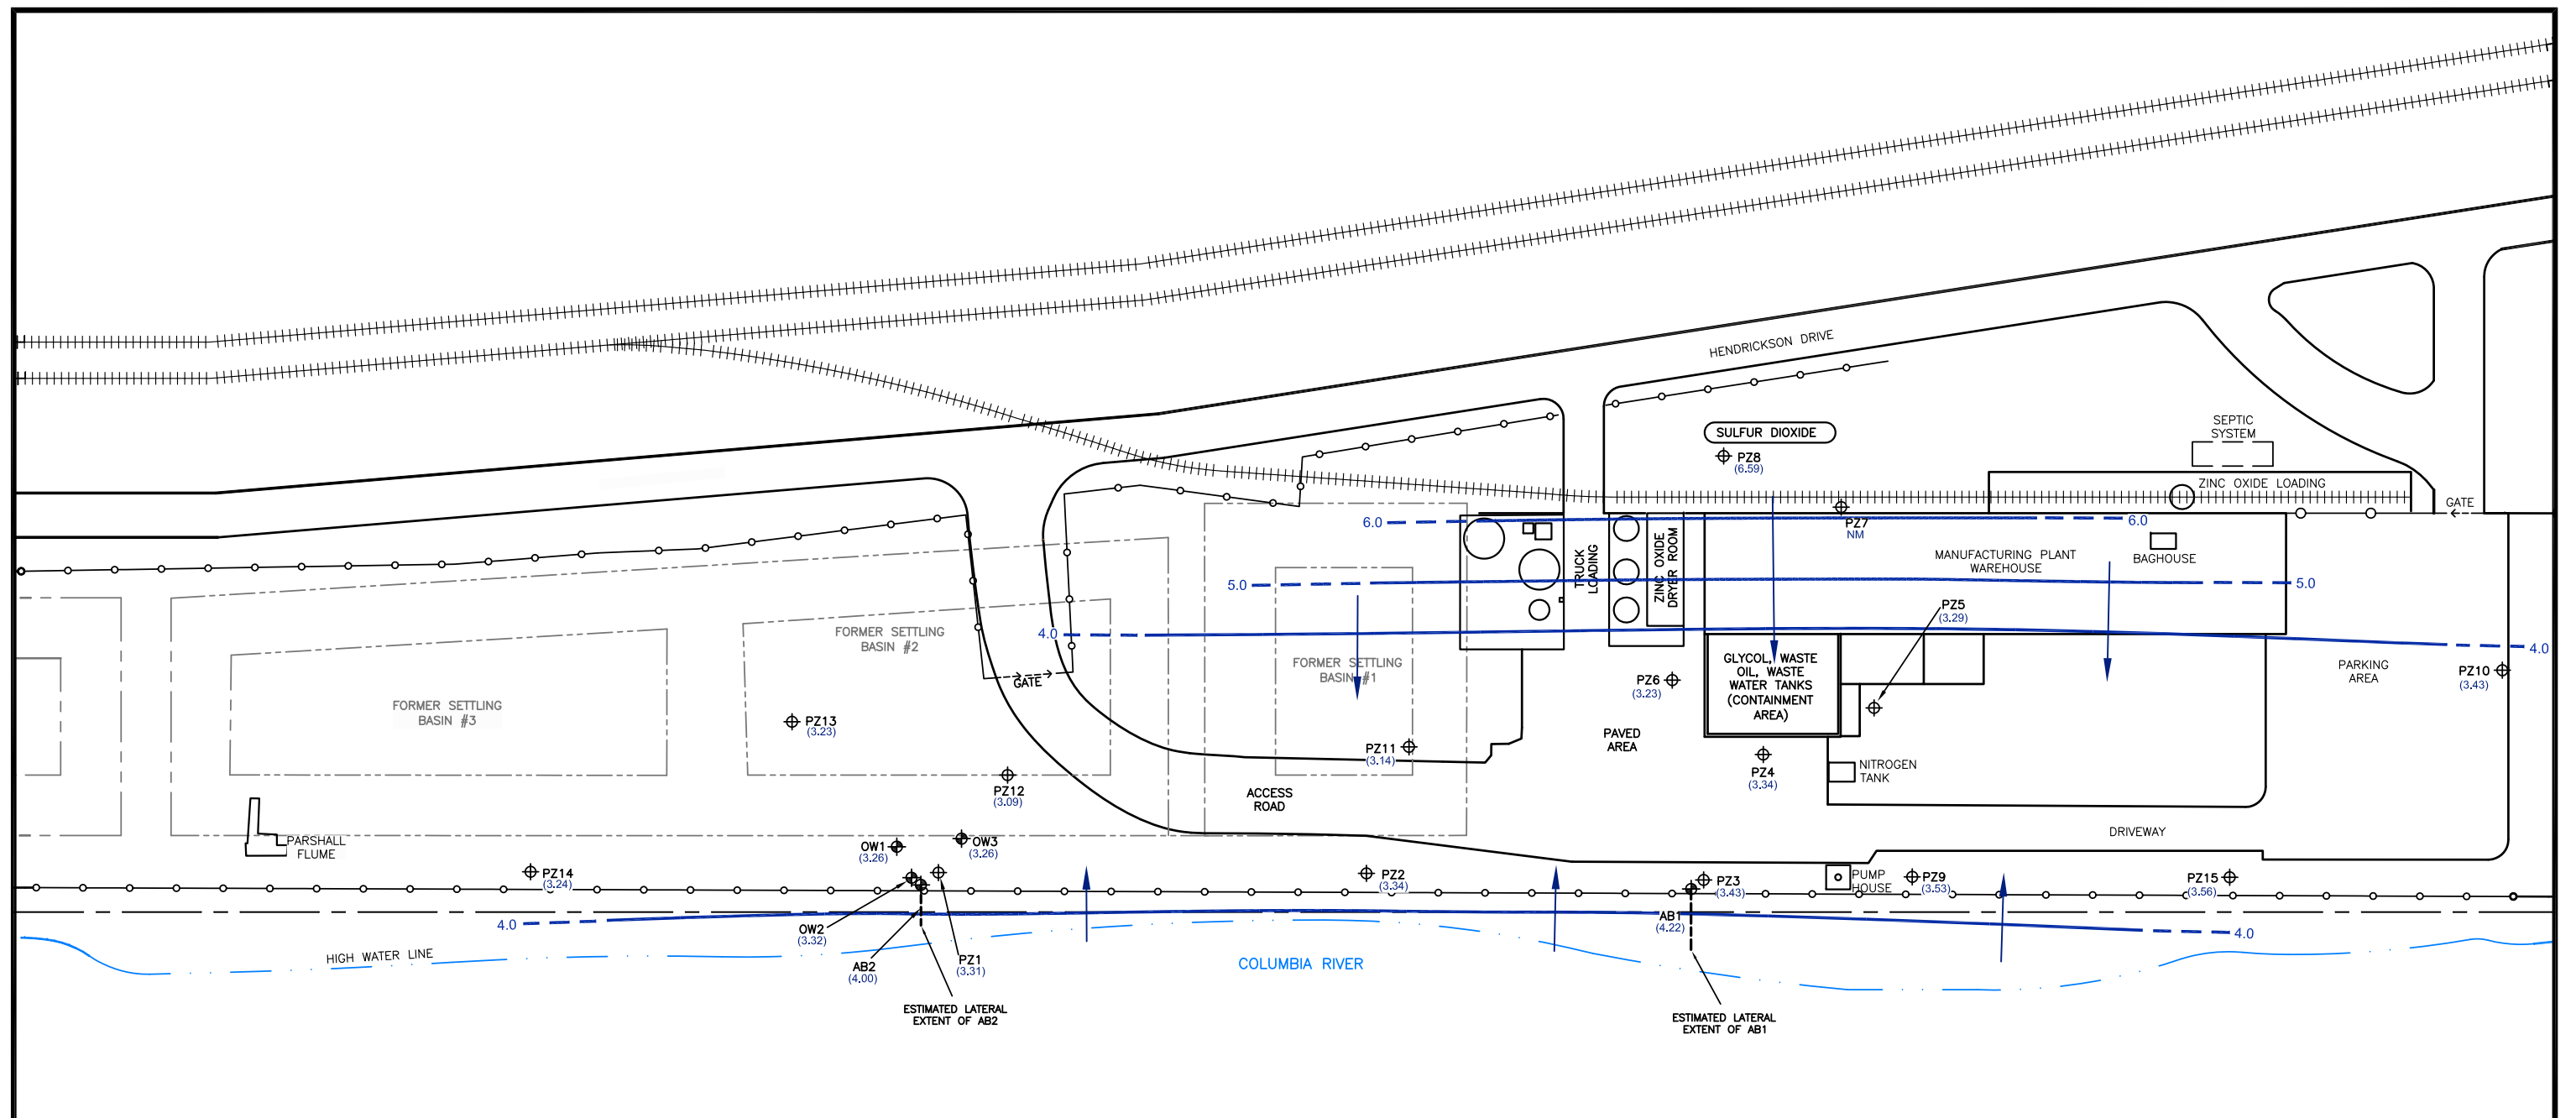 HENDRICKSON DRIVE
SULFUR DIOXIDE
PZ8
(6.59)
SEPTIC
SYSTEM
ZINC OXIDE LOADING
GATE
6.0
6.0
PZ7
NM
TRUCK
LOADING
ZINC OXIDE
DRYER ROOM
MANUFACTURING PLANT
WAREHOUSE
BAGHOUSE
5.0
5.0
PZ5
(3.29)
4.0
4.0
FORMER SETTLING
BASIN #2
FORMER SETTLING
BASIN #1
GLYCOL, WASTE
OIL, WASTE
WATER TANKS
(CONTAINMENT
AREA)
PARKING
AREA
PZ10
(3.43)
GATE
PZ6
(3.23)
FORMER SETTLING
BASIN #3
PZ13
(3.23)
PZ11
(3.14)
PAVED
AREA
PZ4
(3.34)
NITROGEN
TANK
PZ12
(3.09)
ACCESS
ROAD
DRIVEWAY
PARSHALL
FLUME
OW1
(3.26)
OW3
(3.26)
PZ14
(3.24)
PZ2
(3.34)
PZ3
(3.43)
PUMP
HOUSE
PZ9
(3.53)
PZ15
(3.56)
4.0
OW2
(3.32)
AB1
(4.22)
4.0
HIGH WATER LINE
AB2
(4.00)
PZ1
(3.31)
COLUMBIA RIVER
ESTIMATED LATERAL
EXTENT OF AB2
ESTIMATED LATERAL
EXTENT OF AB1